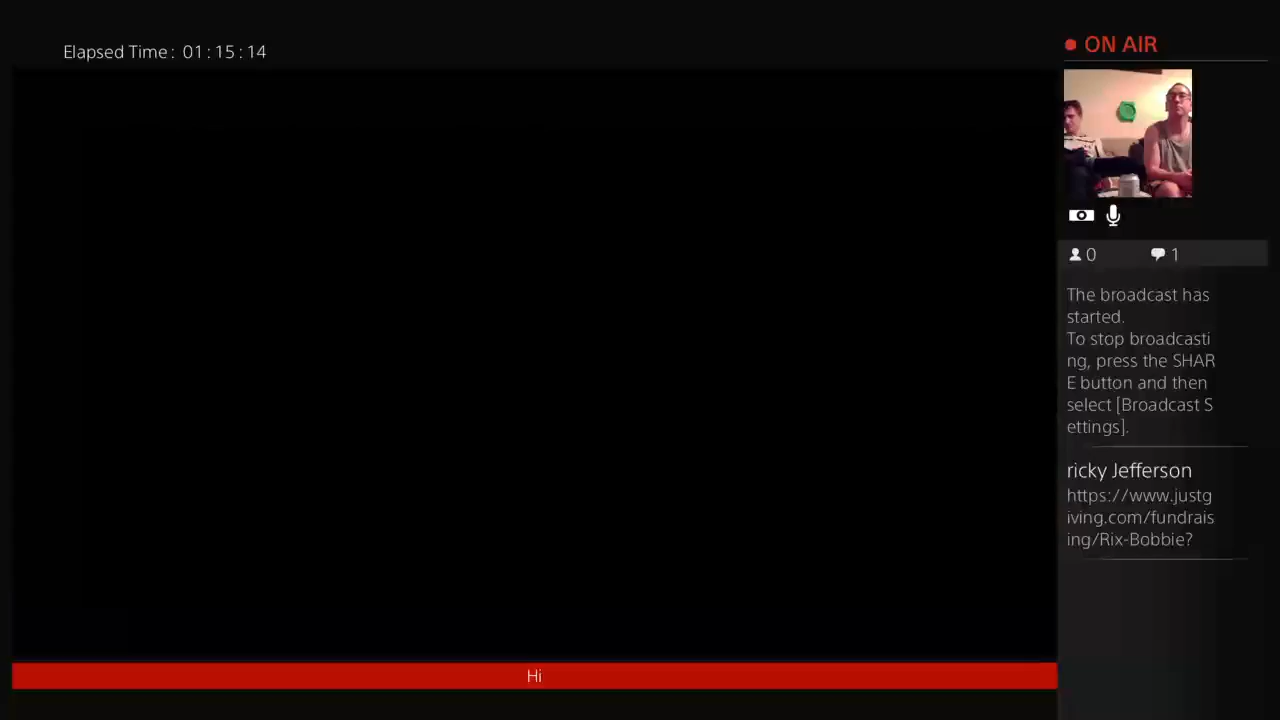 Elapsed Time: 01:15:14
ON AIR
0 1
The broadcast has
started.
To stop broadcasti
ng, press the SHAR
E button and then
select [Broadcast S
ettings].
ricky Jefferson
https://www.justg
iving.com/fundrais
ing/Rix-Bobbie?
Hi